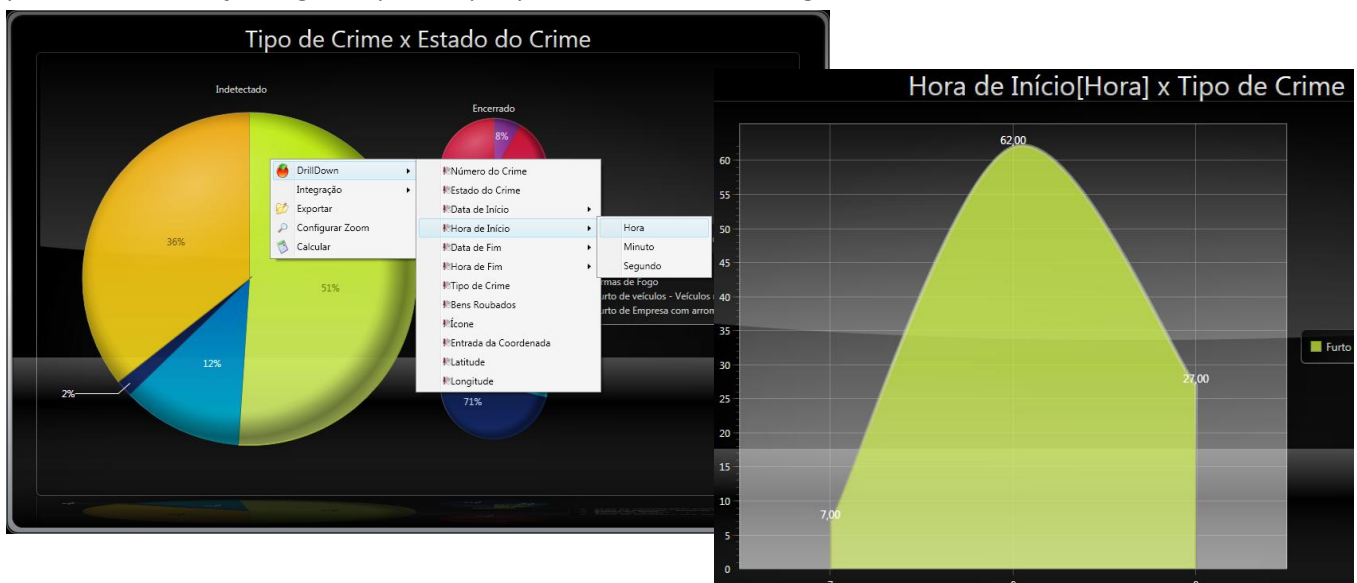 Tipo de Crime x Estado do Crime
Indetectado
Encerrado
8%
36%
51%
12%
2%
71%
DrillDown
Integração
Exportar
Configurar Zoom
Calcular
Número do Crime
Estado do Crime
Data de Início
Hora de Início
Data de Fim
Hora de Fim
Tipo de Crime
Bens Roubados
Ícone
Entrada da Coordenada
Latitude
Longitude
Hora
Minuto
Segundo
rmas de Fogo
urto de veículos - Veículos
urto de Empresa com arrom
Hora de Início[Hora] x Tipo de Crime
62,00
60
55
50
45
40
35
30
25
20
15
10
5
0
7,00
27,00
Furto